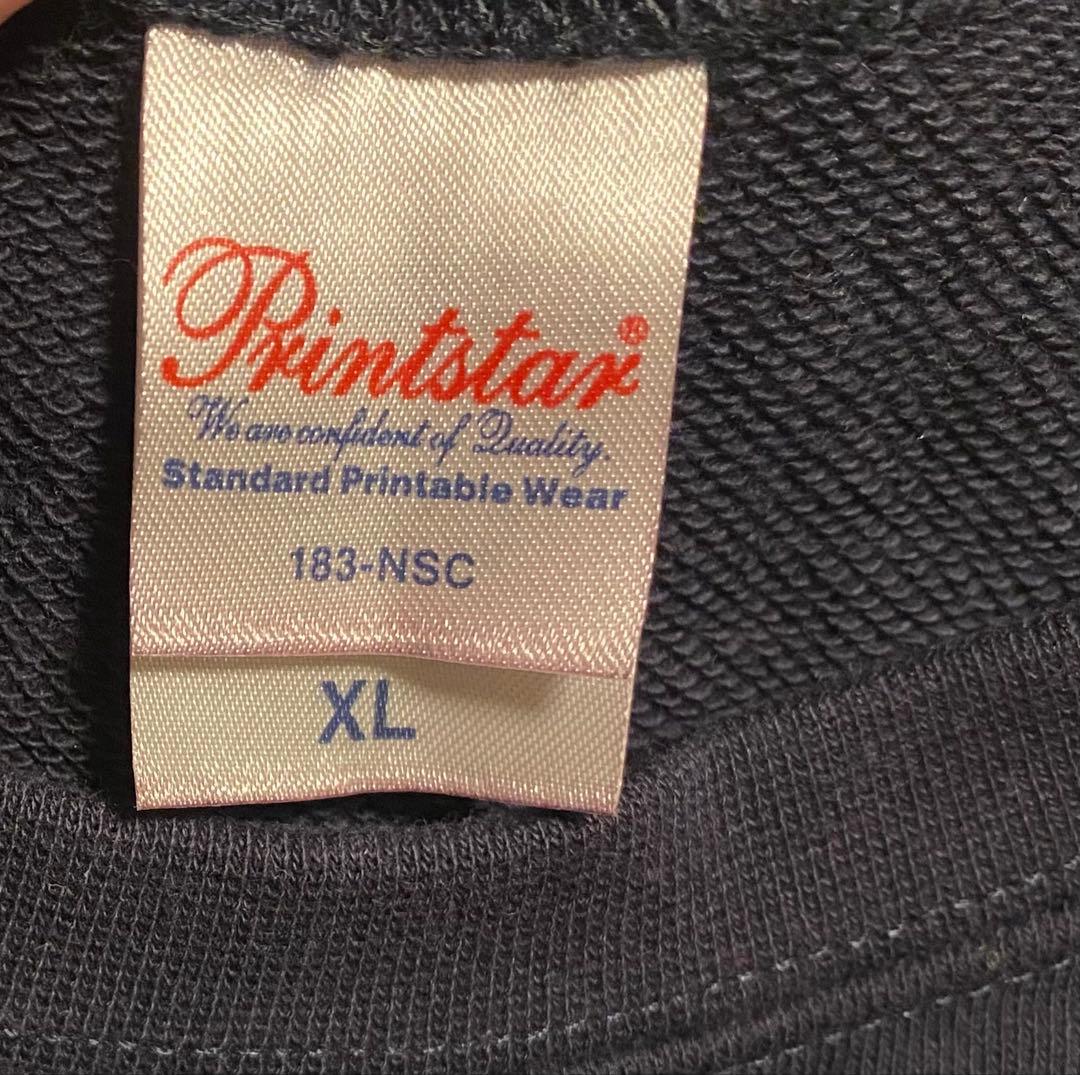 Printstar®
We are confident of Quality.
Standard Printable Wear
183-NSC
XL